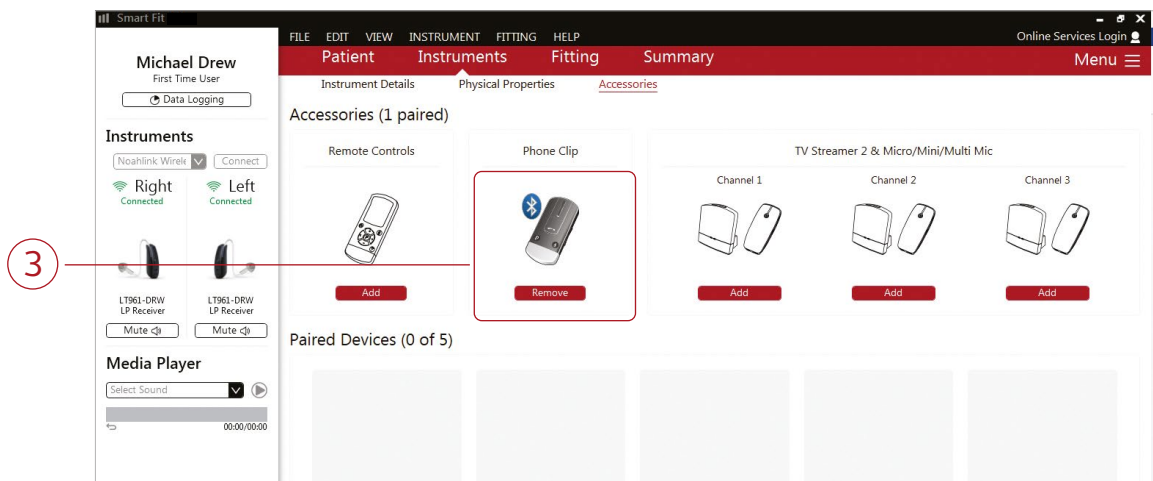 Smart Fit
FILE EDIT VIEW INSTRUMENT FITTING HELP
Online Services Login
Patient Instruments Fitting Summary
Menu
Instrument Details Physical Properties Accessories
Michael Drew
First Time User
Data Logging
Instruments
Noahlink Wirele
Connect
Right
Connected
Left
Connected
LT961-DRW
LP Receiver
LT961-DRW
LP Receiver
Mute
Mute
Media Player
Select Sound
00:00/00:00
3
Accessories (1 paired)
Remote Controls
Add
Phone Clip
Remove
TV Streamer 2 & Micro/Mini/Multi Mic
Channel 1
Channel 2
Channel 3
Add
Add
Add
Paired Devices (0 of 5)